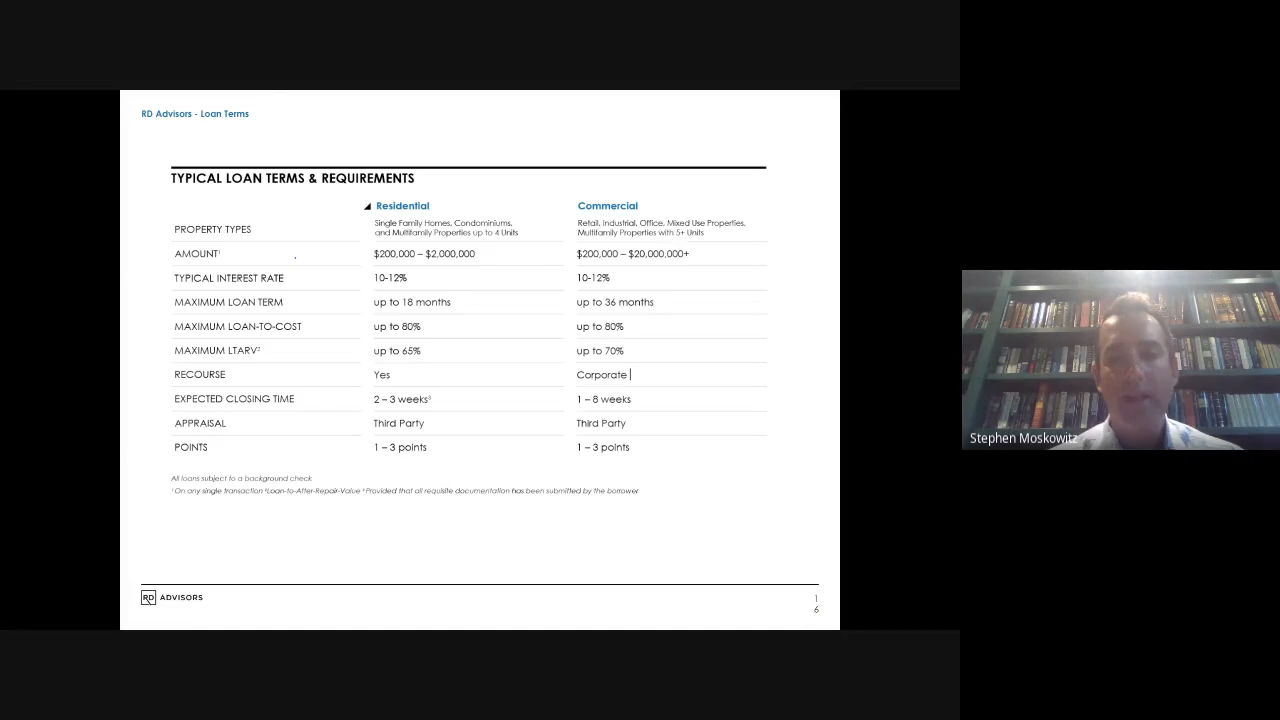 RD Advisors - Loan Terms
TYPICAL LOAN TERMS & REQUIREMENTS
Residential Commercial
PROPERTY TYPES Single Family Homes, Condominiums, and Multifamily Properties up to 4 Units Retail, Industrial, Office, Mixed Use Properties, Multifamily Properties with 5+ Units
AMOUNT¹ $200,000 – $2,000,000 $200,000 – $20,000,000+
TYPICAL INTEREST RATE 10-12% 10-12%
MAXIMUM LOAN TERM up to 18 months up to 36 months
MAXIMUM LOAN-TO-COST up to 80% up to 80%
MAXIMUM LTARV² up to 65% up to 70%
RECOURSE Yes Corporate
EXPECTED CLOSING TIME 2 – 3 weeks³ 1 – 8 weeks
APPRAISAL Third Party Third Party
POINTS 1 – 3 points 1 – 3 points
All loans subject to a background check
¹ On any single transaction ²Loan-to-After-Repair-Value ³ Provided that all requisite documentation has been submitted by the borrower
RD ADVISORS
1
6
Stephen Moskowitz